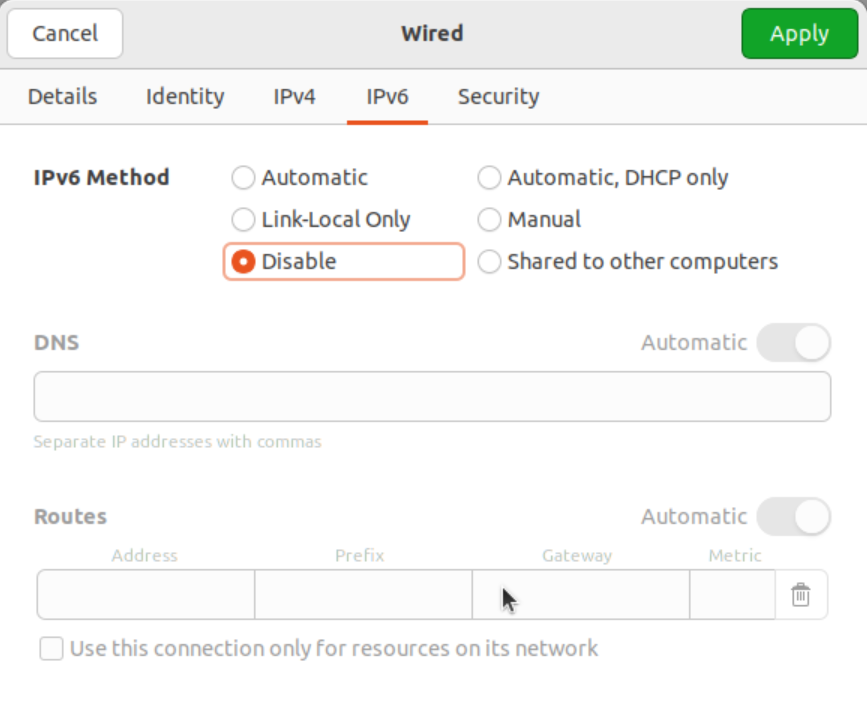 Cancel Wired Apply
Details Identity IPv4 IPv6 Security
IPv6 Method Automatic Automatic, DHCP only
Link-Local Only Manual
Disable Shared to other computers
DNS Automatic
Separate IP addresses with commas
Routes Automatic
Address Prefix Gateway Metric
Use this connection only for resources on its network